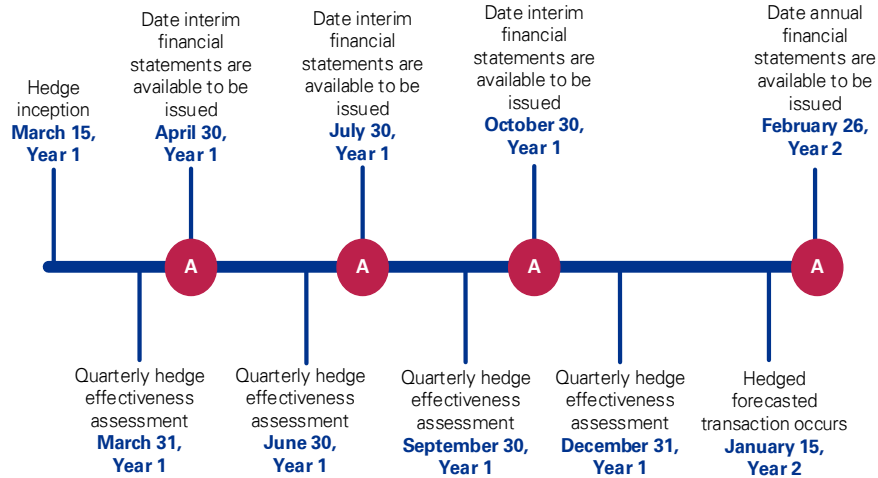 Hedge
inception
March 15,
Year 1
Date interim
financial
statements are
available to be
issued
April 30,
Year 1
Date interim
financial
statements are
available to be
issued
July 30,
Year 1
Date interim
financial
statements are
available to be
issued
October 30,
Year 1
Date annual
financial
statements are
available to be
issued
February 26,
Year 2
A
A
A
A
Quarterly hedge
effectiveness
assessment
March 31,
Year 1
Quarterly hedge
effectiveness
assessment
June 30,
Year 1
Quarterly hedge
effectiveness
assessment
September 30,
Year 1
Quarterly hedge
effectiveness
assessment
December 31,
Year 1
Hedged
forecasted
transaction occurs
January 15,
Year 2